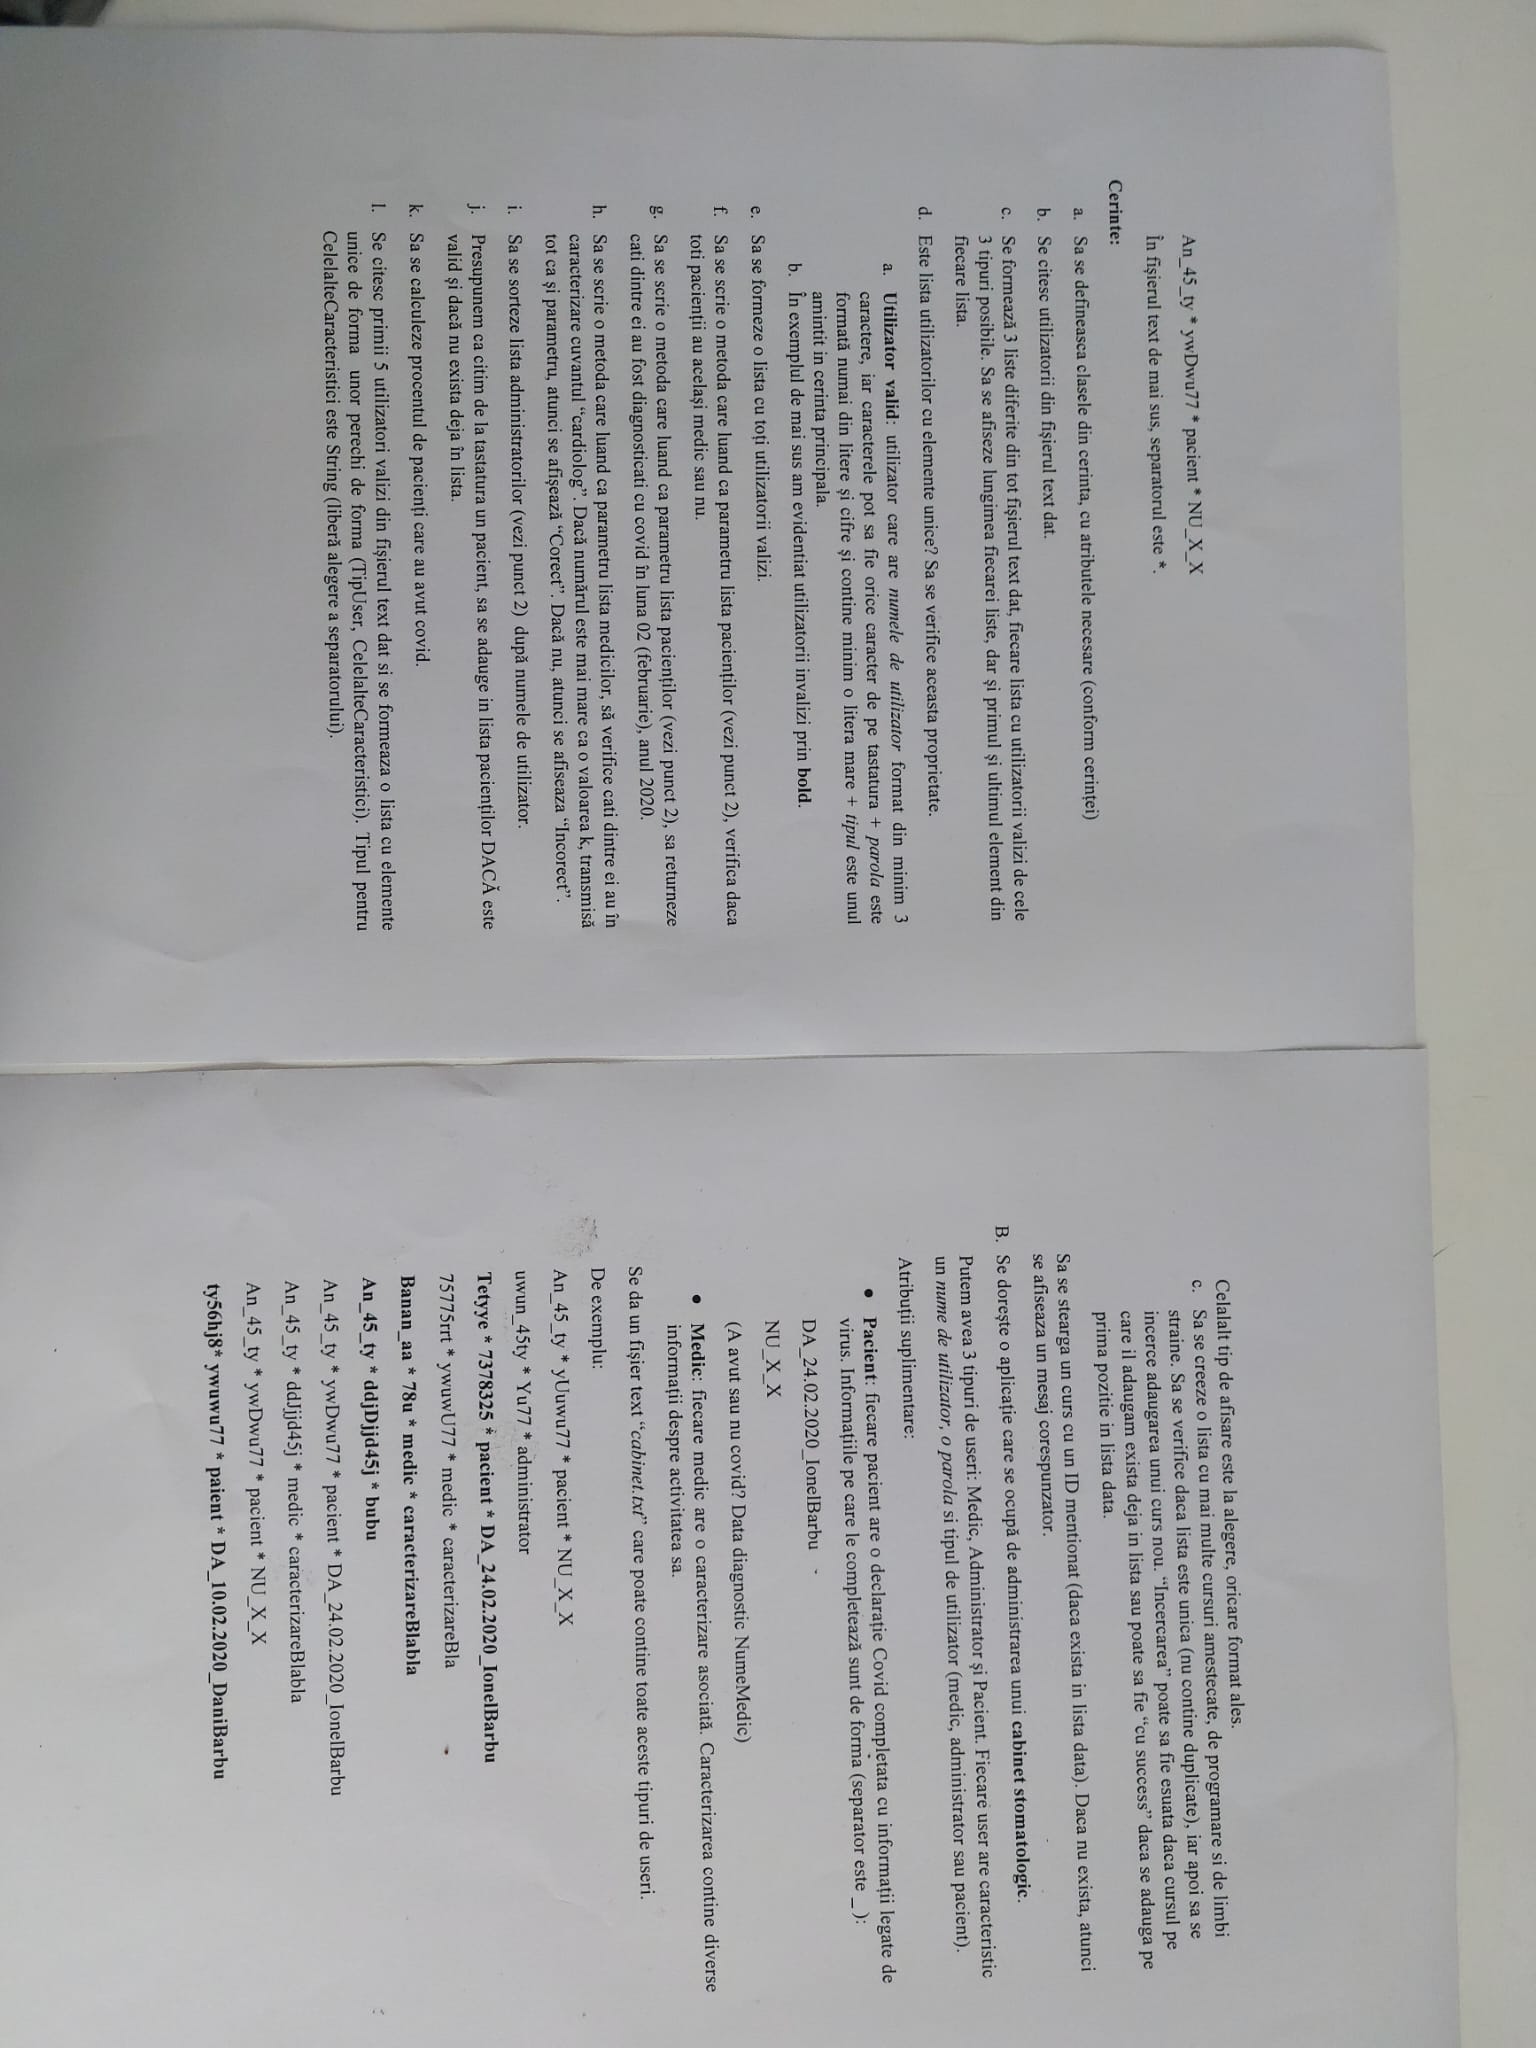 Celalalt tip de afisare este la alegere, oricare format ales.
c. Sa se creeze o lista cu mai multe cursuri amestecate, de programare si de limbi
straine. Sa se verifice daca lista este unica (nu contine duplicate), iar apoi sa se
incerce adaugarea unui curs nou. “Incercarea” poate sa fie esuata daca cursul pe
care il adaugam exista deja in lista sau poate sa fie “cu success” daca se adauga pe
prima pozitie in lista data.
Sa se stearga un curs cu un ID mentionat (daca exista in lista data). Daca nu exista, atunci
se afiseaza un mesaj corespunzator.
B. Se dorește o aplicație care se ocupă de administrarea unui cabinet stomatologic.
Putem avea 3 tipuri de useri: Medic, Administrator și Pacient. Fiecare user are caracteristic
un nume de utilizator, o parola si tipul de utilizator (medic, administrator sau pacient).
Atribuții suplimentare:
● Pacient: fiecare pacient are o declarație Covid completata cu informații legate de
virus. Informațiile pe care le completează sunt de forma (separator este _ ):
DA_24.02.2020_IonelBarbu
NU_X_X
(A avut sau nu covid? Data diagnostic NumeMedic)
● Medic: fiecare medic are o caracterizare asociată. Caracterizarea contine diverse
informații despre activitatea sa.
Se da un fișier text “cabinet.txt” care poate contine toate aceste tipuri de useri.
De exemplu:
An_45_ty * yUuwu77 * pacient * NU_X_X
uwun_45ty * Yu77 * administrator
Tetyye * 7378325 * pacient * DA_24.02.2020_IonelBarbu
75775rrt * ywuwU77 * medic * caracterizareBla
Banan_aa * 78u * medic * caracterizareBlabla
An_45_ty * ddjDjjd45j * bubu
An_45_ty * ywDwu77 * pacient * DA_24.02.2020_IonelBarbu
An_45_ty * ddJjjd45j * medic * caracterizareBlabla
An_45_ty * ywDwu77 * pacient * NU_X_X
ty56hj8* ywuwu77 * paient * DA_10.02.2020_DaniBarbu
An_45_ty * ywDwu77 * pacient * NU_X_X
În fișierul text de mai sus, separatorul este *.
Cerinte:
a. Sa se defineasca clasele din cerinta, cu atributele necesare (conform cerinței)
b. Se citesc utilizatorii din fișierul text dat.
c. Se formează 3 liste diferite din tot fișierul text dat, fiecare lista cu utilizatorii valizi de cele
3 tipuri posibile. Sa se afiseze lungimea fiecarei liste, dar și primul și ultimul element din
fiecare lista.
d. Este lista utilizatorilor cu elemente unice? Sa se verifice aceasta proprietate.
a. Utilizator valid: utilizator care are numele de utilizator format din minim 3
caractere, iar caracterele pot sa fie orice caracter de pe tastatura + parola este
formată numai din litere și cifre și contine minim o litera mare + tipul este unul
amintit in cerinta principala.
b. În exemplul de mai sus am evidentiat utilizatorii invalizi prin bold.
e. Sa se formeze o lista cu toți utilizatorii valizi.
f. Sa se scrie o metoda care luand ca parametru lista pacienților (vezi punct 2), verifica daca
toti pacienții au același medic sau nu.
g. Sa se scrie o metoda care luand ca parametru lista pacienților (vezi punct 2), sa returneze
cati dintre ei au fost diagnosticati cu covid în luna 02 (februarie), anul 2020.
h. Sa se scrie o metoda care luand ca parametru lista medicilor, să verifice cati dintre ei au în
caracterizare cuvantul “cardiolog”. Dacă numărul este mai mare ca o valoarea k, transmisă
tot ca și parametru, atunci se afișează “Corect”. Dacă nu, atunci se afiseaza “Incorect”.
i. Sa se sorteze lista administratorilor (vezi punct 2) după numele de utilizator.
j. Presupunem ca citim de la tastatura un pacient, sa se adauge in lista pacienților DACĂ este
valid și dacă nu exista deja în lista.
k. Sa se calculeze procentul de pacienți care au avut covid.
l. Se citesc primii 5 utilizatori valizi din fișierul text dat si se formeaza o lista cu elemente
unice de forma unor perechi de forma (TipUser, CelelalteCaracteristici). Tipul pentru
CelelalteCaracteristici este String (liberă alegere a separatorului).